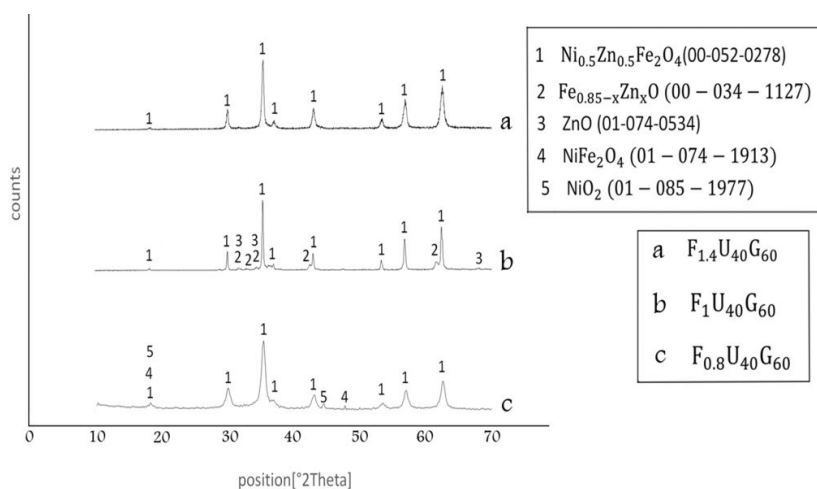 1 Ni₀.₅Zn₀.₅Fe₂O₄(00-052-0278)
2 Fe₀.₈₅₋ₓZnₓO (00 − 034 − 1127)
3 ZnO (01-074-0534)
4 NiFe₂O₄ (01 − 074 − 1913)
5 NiO₂ (01 − 085 − 1977)
a F₁.₄U₄₀G₆₀
b F₁U₄₀G₆₀
c F₀.₈U₄₀G₆₀
counts
1 1 1 1 1 1 1 1
a
1 1 3 3 1 1 1 1 1 2 1 3
2 2 2 2
b
5
4
1 1 1 1 1 5 4 1 1 1
c
0 10 20 30 40 50 60 70
position[°2Theta]